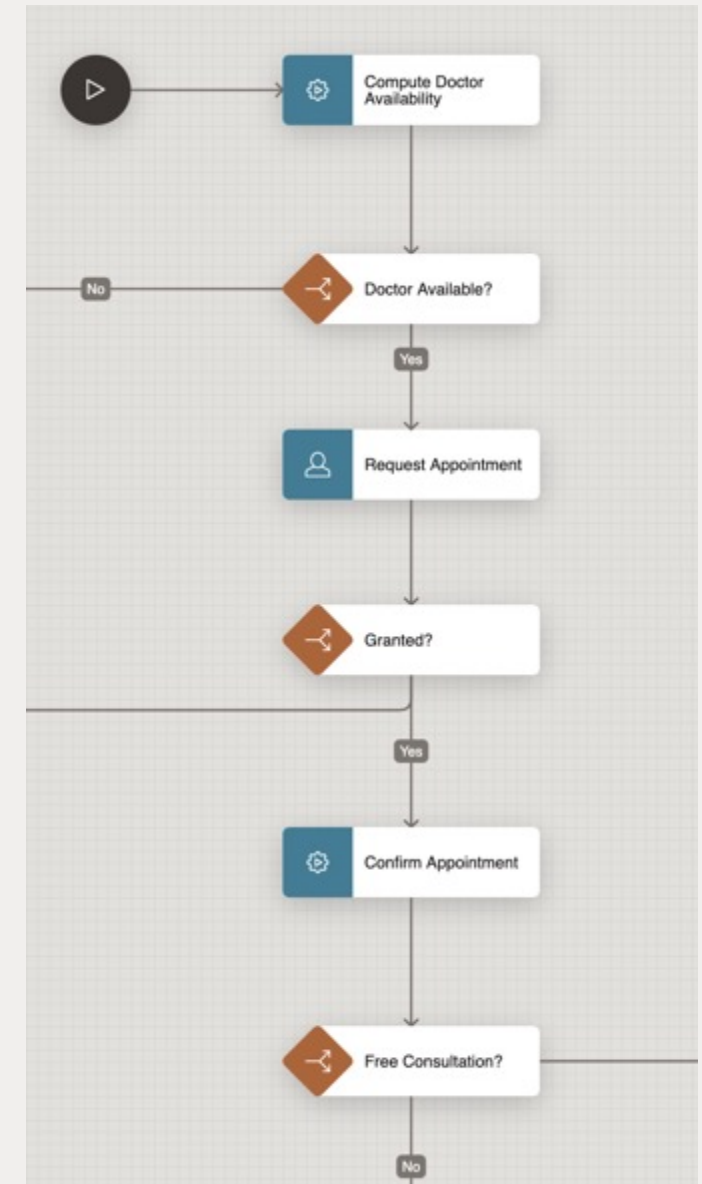 Compute Doctor
Availability
No
Doctor Available?
Yes
Request Appointment
Granted?
Yes
Confirm Appointment
Free Consultation?
No